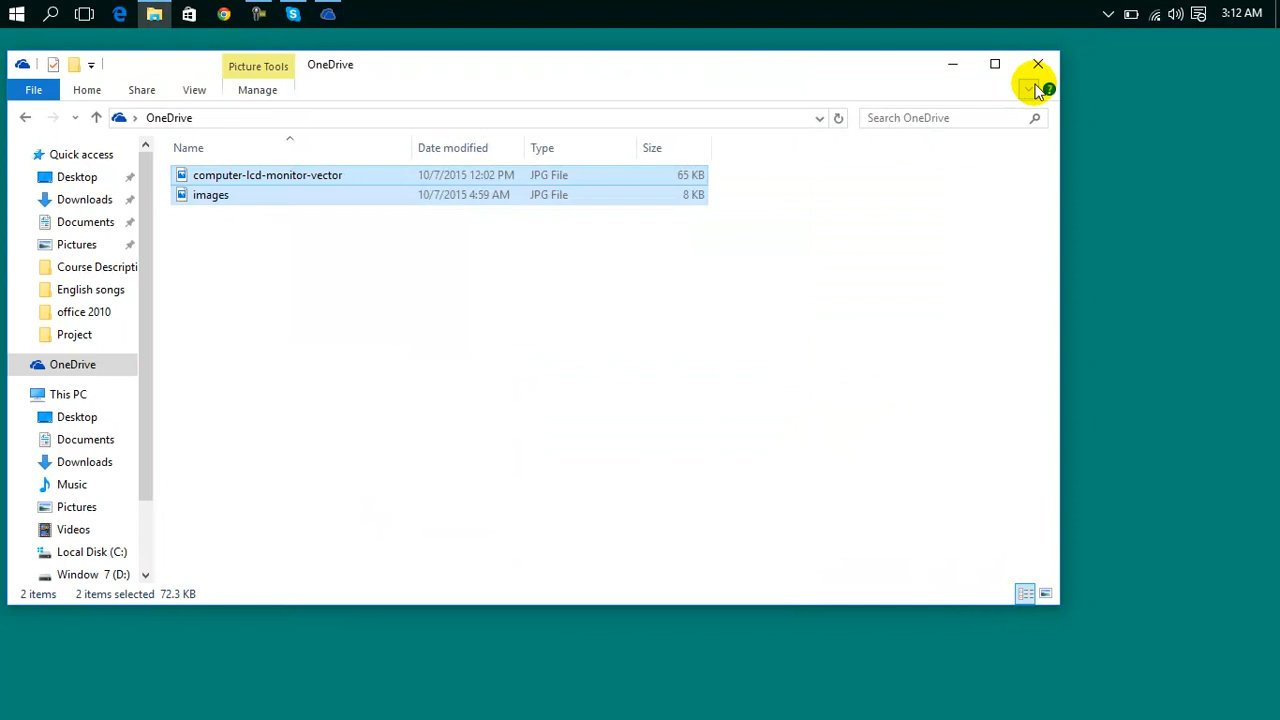 3:12 AM
Picture Tools
OneDrive
File
Home
Share
View
Manage
OneDrive
Search OneDrive
Name
Date modified
Type
Size
computer-lcd-monitor-vector
10/7/2015 12:02 PM
JPG File
65 KB
images
10/7/2015 4:59 AM
JPG File
8 KB
Quick access
Desktop
Downloads
Documents
Pictures
Course Descripti
English songs
office 2010
Project
OneDrive
This PC
Desktop
Documents
Downloads
Music
Pictures
Videos
Local Disk (C:)
Window 7 (D:)
2 items
2 items selected 72.3 KB